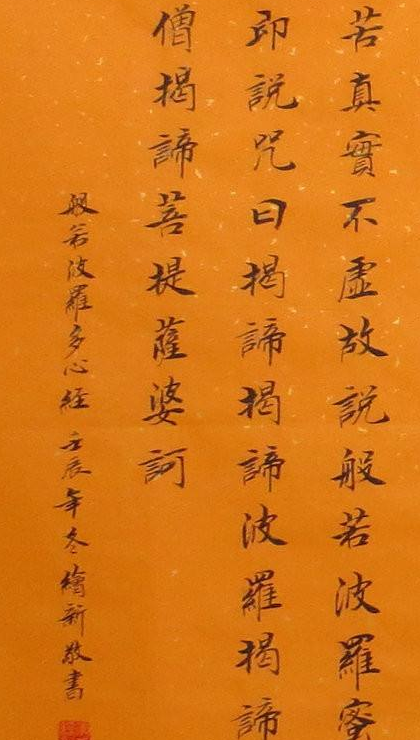 苦真實不虛故說般若波羅蜜
即說咒曰揭諦揭諦波羅揭諦
僧揭諦菩提薩婆訶
般若波羅多心經 壬辰年冬繪新敬書